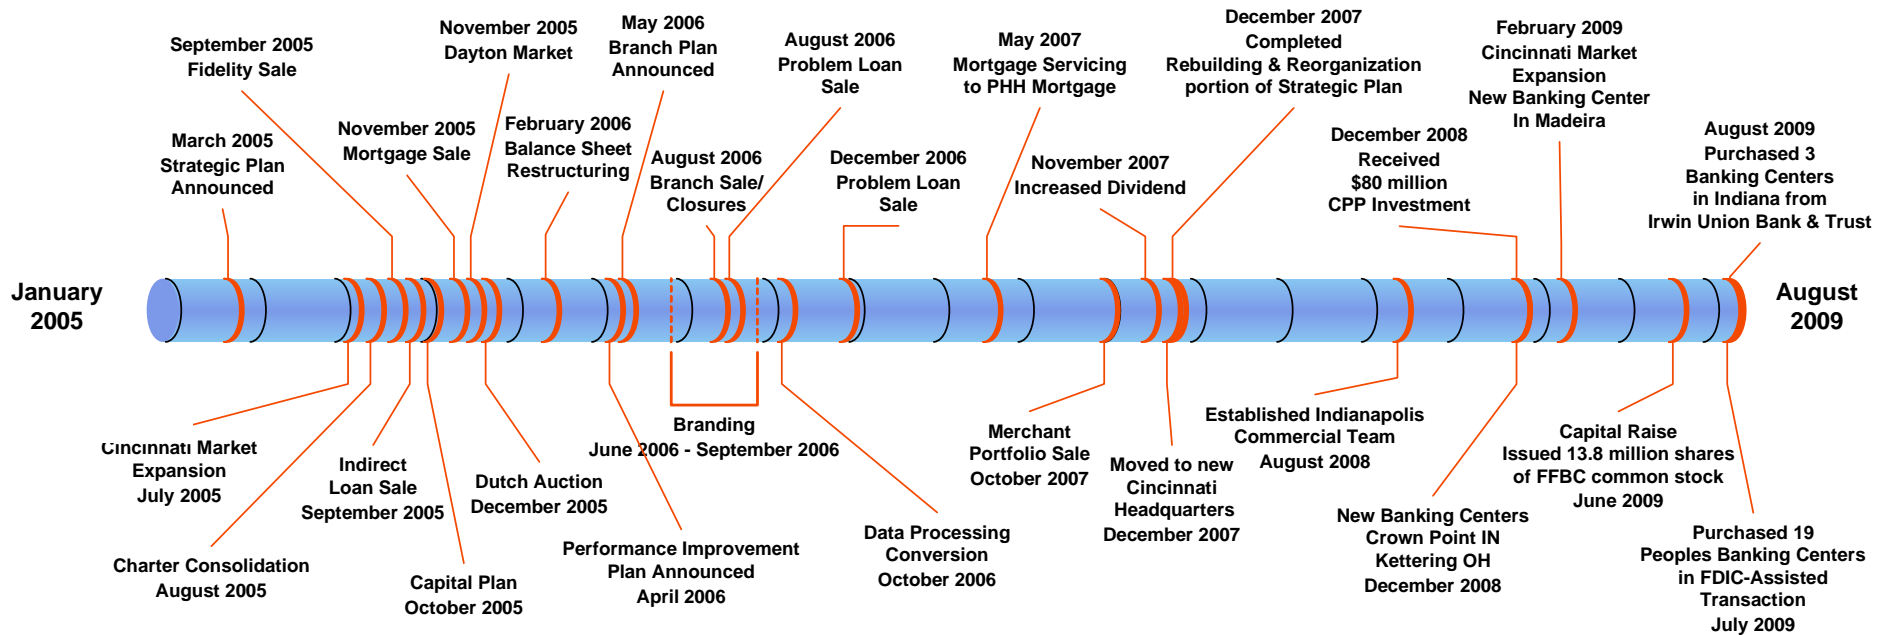 January
2005
March 2005
Strategic Plan
Announced
September 2005
Fidelity Sale
November 2005
Mortgage Sale
November 2005
Dayton Market
February 2006
Balance Sheet
Restructuring
May 2006
Branch Plan
Announced
August 2006
Branch Sale/
Closures
August 2006
Problem Loan
Sale
December 2006
Problem Loan
Sale
May 2007
Mortgage Servicing
to PHH Mortgage
November 2007
Increased Dividend
December 2007
Completed
Rebuilding & Reorganization
portion of Strategic Plan
December 2008
Received
$80 million
CPP Investment
February 2009
Cincinnati Market
Expansion
New Banking Center
In Madeira
August 2009
Purchased 3
Banking Centers
in Indiana from
Irwin Union Bank & Trust
August
2009
Cincinnati Market
Expansion
July 2005
Charter Consolidation
August 2005
Indirect
Loan Sale
September 2005
Capital Plan
October 2005
Dutch Auction
December 2005
Performance Improvement
Plan Announced
April 2006
Branding
June 2006 - September 2006
Data Processing
Conversion
October 2006
Merchant
Portfolio Sale
October 2007
Moved to new
Cincinnati
Headquarters
December 2007
Established Indianapolis
Commercial Team
August 2008
New Banking Centers
Crown Point IN
Kettering OH
December 2008
Capital Raise
Issued 13.8 million shares
of FFBC common stock
June 2009
Purchased 19
Peoples Banking Centers
in FDIC-Assisted
Transaction
July 2009